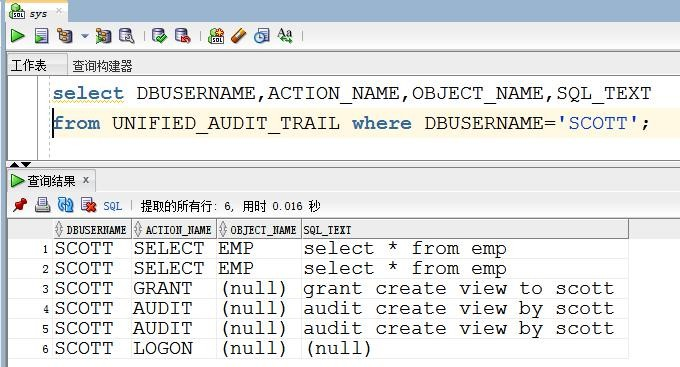 sys
SQL
Aa
工作表 查询构建器
select DBUSERNAME,ACTION_NAME,OBJECT_NAME,SQL_TEXT
from UNIFIED_AUDIT_TRAIL where DBUSERNAME='SCOTT';
查询结果 x
SQL | 提取的所有行: 6, 用时 0.016 秒
DBUSERNAME ACTION_NAME OBJECT_NAME SQL_TEXT
1 SCOTT SELECT EMP select * from emp
2 SCOTT SELECT EMP select * from emp
3 SCOTT GRANT (null) grant create view to scott
4 SCOTT AUDIT (null) audit create view by scott
5 SCOTT AUDIT (null) audit create view by scott
6 SCOTT LOGON (null) (null)